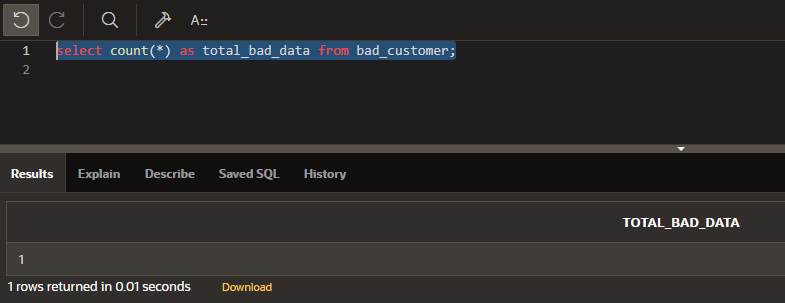 A::
1 select count(*) as total_bad_data from bad_customer;
2
Results Explain Describe Saved SQL History
TOTAL_BAD_DATA
1
1 rows returned in 0.01 seconds Download